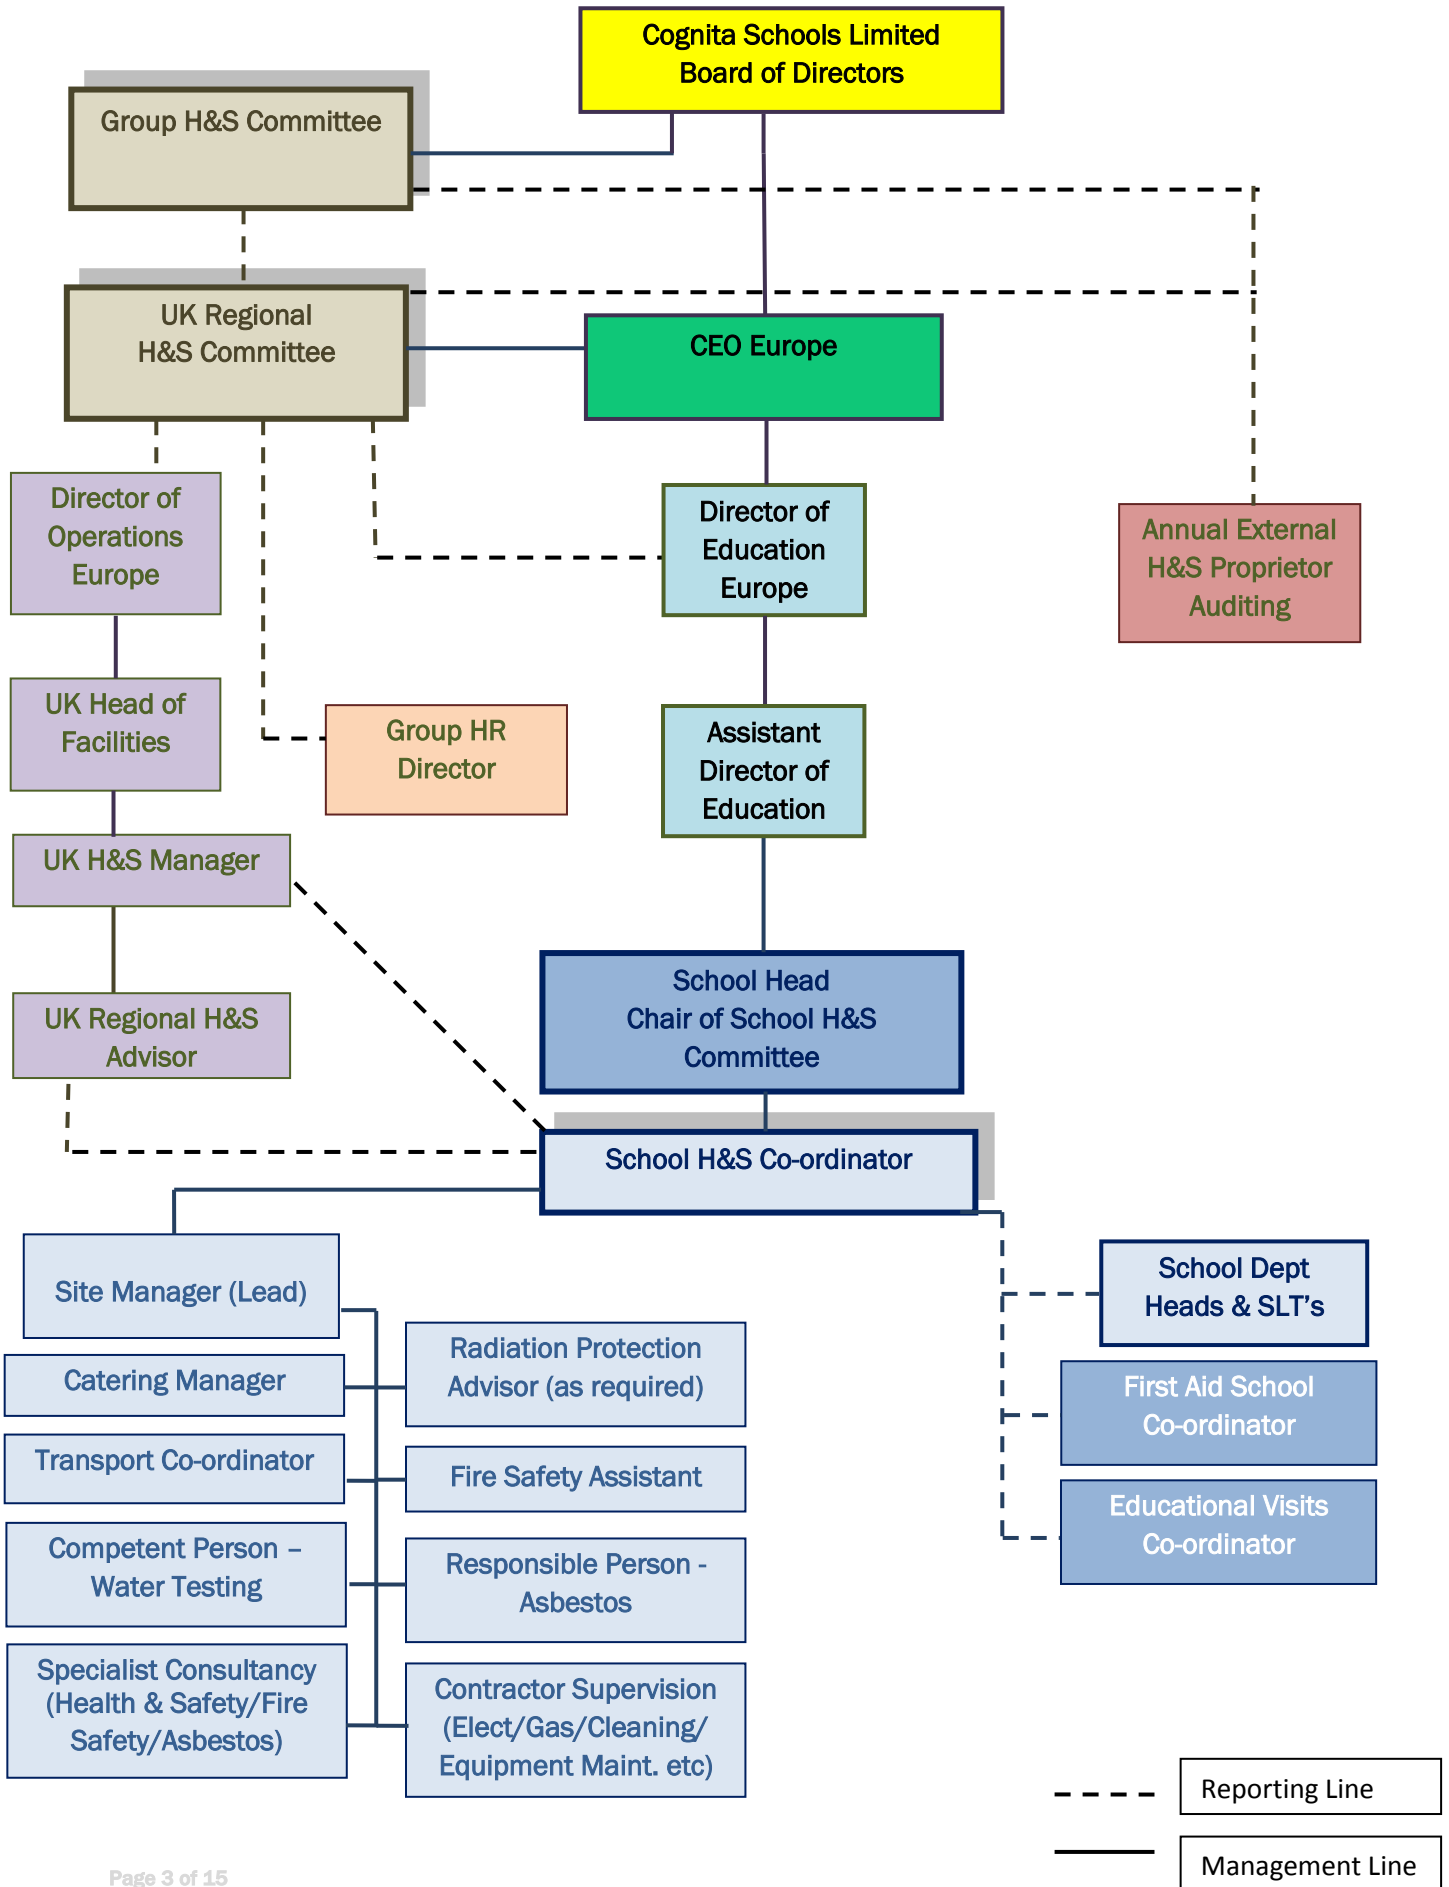 Cognita Schools Limited
Board of Directors
Group H&S Committee
UK Regional
H&S Committee
CEO Europe
Director of
Operations
Europe
Director of
Education
Europe
Annual External
H&S Proprietor
Auditing
UK Head of
Facilities
Group HR
Director
Assistant
Director of
Education
UK H&S Manager
School Head
Chair of School H&S
Committee
UK Regional H&S
Advisor
School H&S Co-ordinator
Site Manager (Lead)
School Dept
Heads & SLT’s
Radiation Protection
Advisor (as required)
Catering Manager
First Aid School
Co-ordinator
Transport Co-ordinator
Fire Safety Assistant
Educational Visits
Co-ordinator
Competent Person –
Water Testing
Responsible Person -
Asbestos
Specialist Consultancy
(Health & Safety/Fire
Safety/Asbestos)
Contractor Supervision
(Elect/Gas/Cleaning/
Equipment Maint. etc)
Reporting Line
Management Line
Page 3 of 15